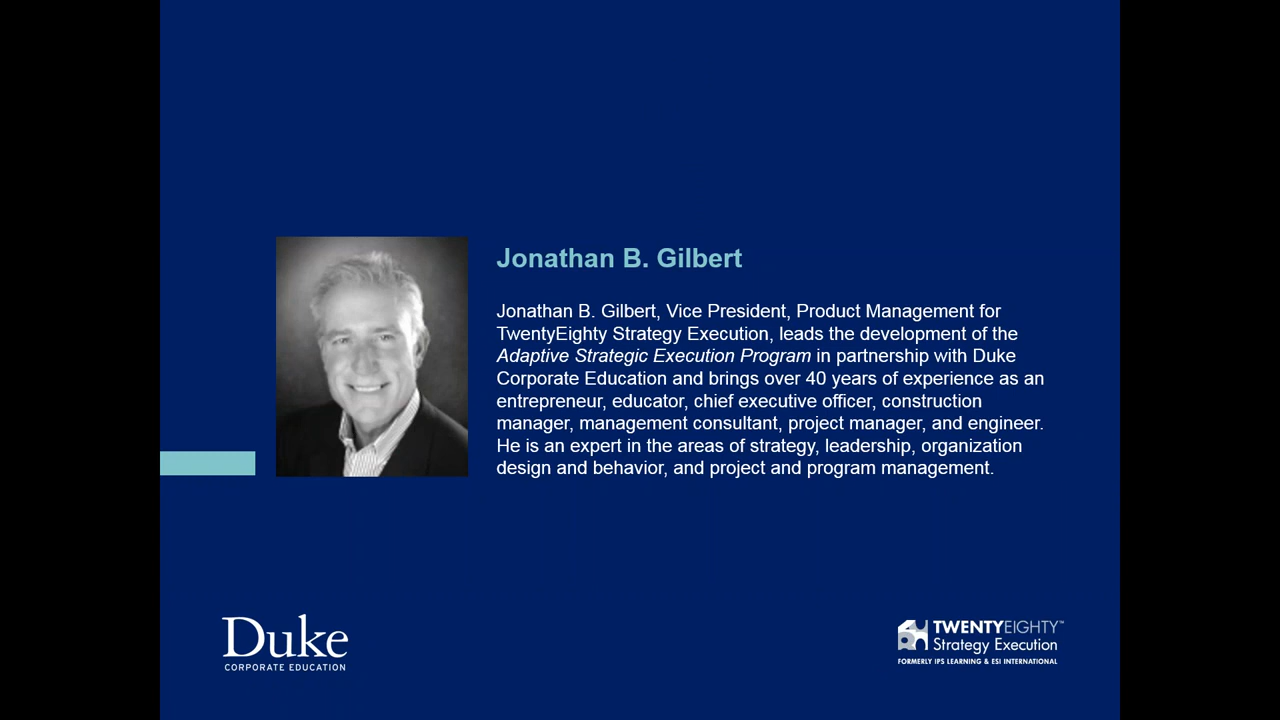 Jonathan B. Gilbert
Jonathan B. Gilbert, Vice President, Product Management for
TwentyEighty Strategy Execution, leads the development of the
Adaptive Strategic Execution Program in partnership with Duke
Corporate Education and brings over 40 years of experience as an
entrepreneur, educator, chief executive officer, construction
manager, management consultant, project manager, and engineer.
He is an expert in the areas of strategy, leadership, organization
design and behavior, and project and program management.
Duke
CORPORATE EDUCATION
TWENTYEIGHTY™
Strategy Execution
FORMERLY IPS LEARNING & ESI INTERNATIONAL